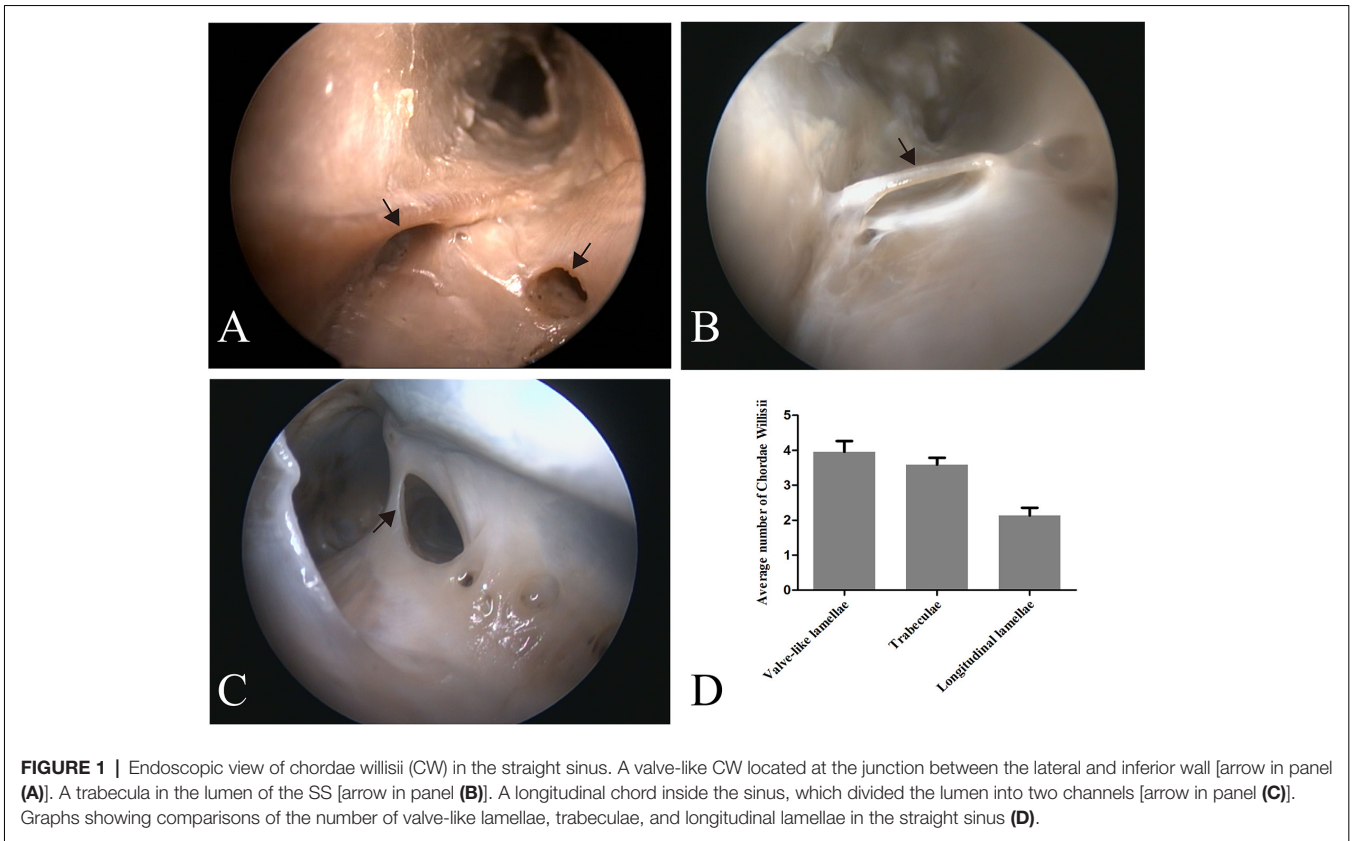 A
B
C
Average number of Chordae Willisii
5
4
3
2
1
0
Valve-like lamellae
Trabeculae
Longitudinal lamellae
D
FIGURE 1 | Endoscopic view of chordae willisii (CW) in the straight sinus. A valve-like CW located at the junction between the lateral and inferior wall [arrow in panel
(A)]. A trabecula in the lumen of the SS [arrow in panel (B)]. A longitudinal chord inside the sinus, which divided the lumen into two channels [arrow in panel (C)].
Graphs showing comparisons of the number of valve-like lamellae, trabeculae, and longitudinal lamellae in the straight sinus (D).